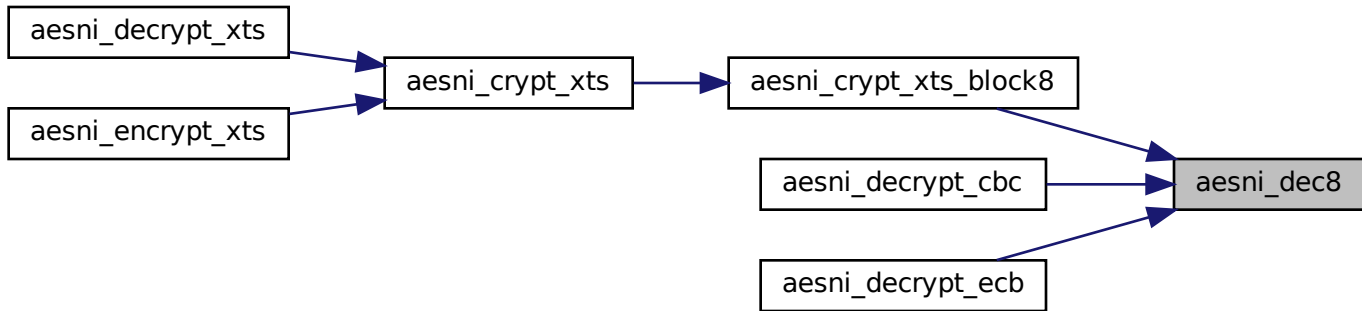 aesni_decrypt_xts
aesni_encrypt_xts
aesni_crypt_xts
aesni_crypt_xts_block8
aesni_decrypt_cbc
aesni_decrypt_ecb
aesni_dec8